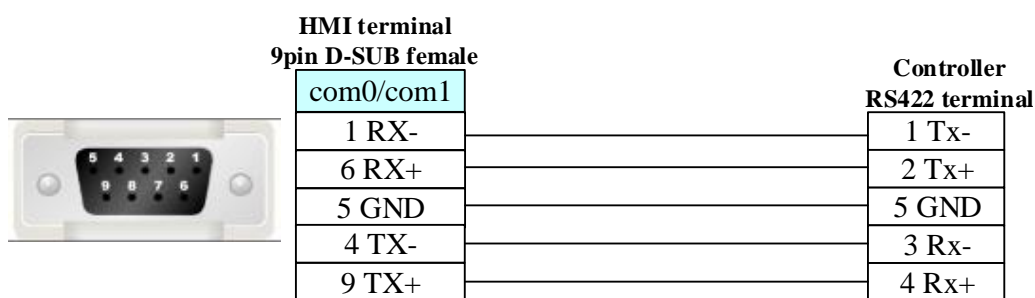 HMI terminal
9pin D-SUB female
com0/com1
1 RX-
6 RX+
5 GND
4 TX-
9 TX+
Controller
RS422 terminal
1 Tx-
2 Tx+
5 GND
3 Rx-
4 Rx+
5 4 3 2 1
9 8 7 6